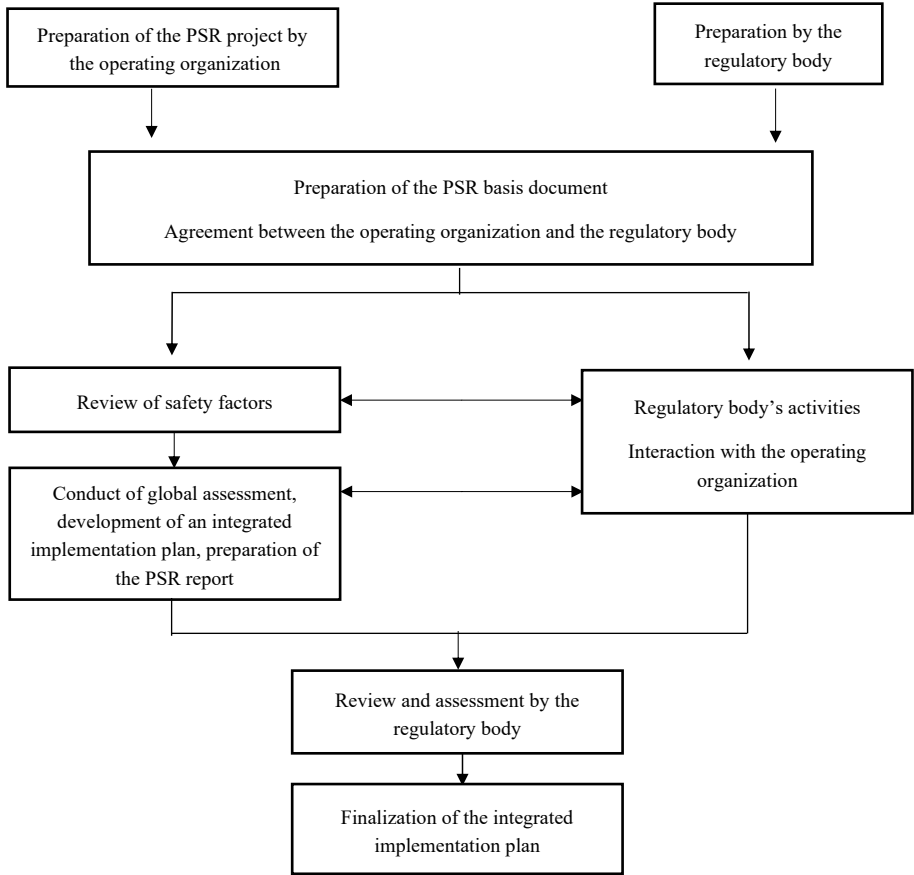 Preparation of the PSR project by
the operating organization
Preparation by the
regulatory body
Preparation of the PSR basis document
Agreement between the operating organization and the regulatory body
Review of safety factors
Regulatory body’s activities
Interaction with the operating
organization
Conduct of global assessment,
development of an integrated
implementation plan, preparation of
the PSR report
Review and assessment by the
regulatory body
Finalization of the integrated
implementation plan